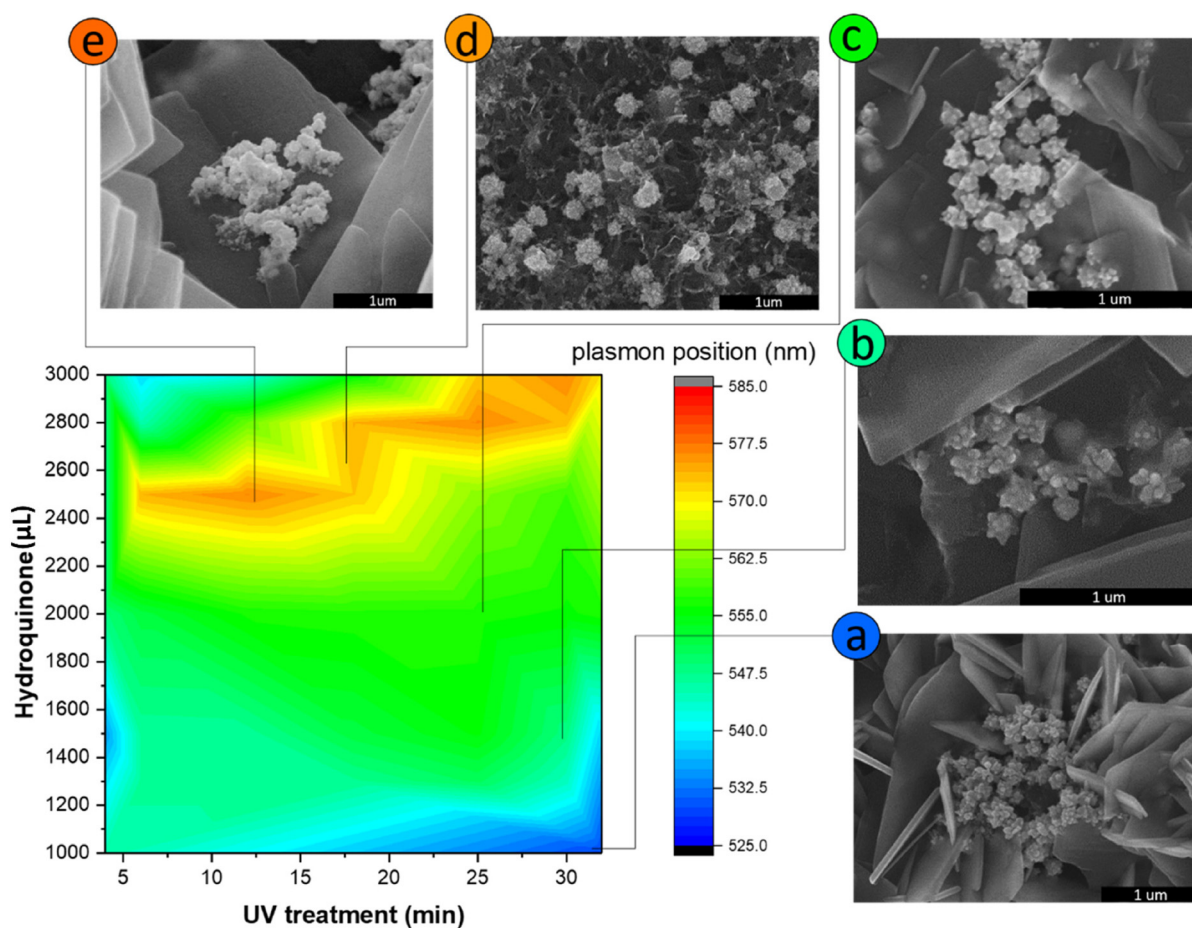 e
d
c
1um
1um
1 um
plasmon position (nm)
b
3000
2800
2600
2400
2200
2000
1800
1600
1400
1200
1000
Hydroquinone(µL)
585.0
577.5
570.0
562.5
555.0
547.5
540.0
532.5
525.0
1 um
a
5
10
15
20
25
30
UV treatment (min)
1 um